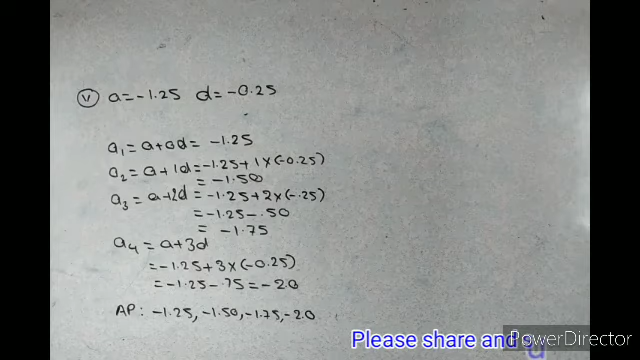 (v) a=-1.25 d=-0.25
a₁=a+0d= -1.25
a₂=a+1d=-1.25+1×(-0.25)
= -1.50
a₃=a+2d=-1.25+2×(-.25)
=-1.25-.50
= -1.75
a₄=a+3d
=-1.25+3×(-0.25)
=-1.25-.75=-2.0
AP: -1.25,-1.50,-1.75,-2.0
Please share and
PowerDirector